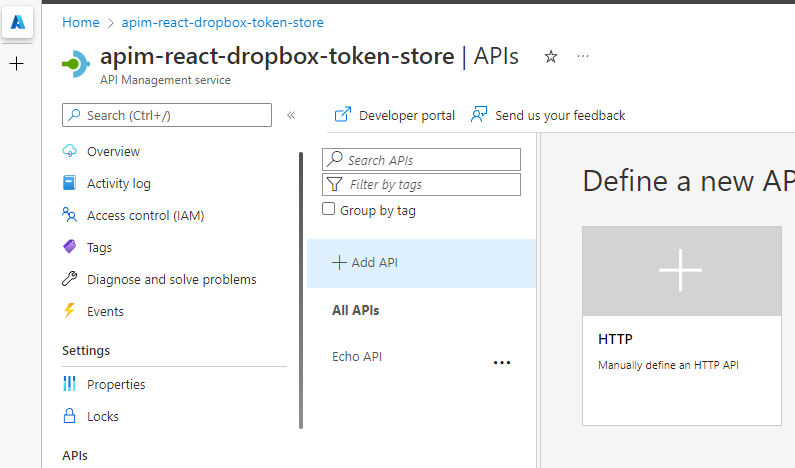 Home > apim-react-dropbox-token-store
apim-react-dropbox-token-store | APIs
API Management service
Search (Ctrl+/)
Overview
Activity log
Access control (IAM)
Tags
Diagnose and solve problems
Events
Settings
Properties
Locks
APIs
Developer portal
Send us your feedback
Search APIs
Filter by tags
Group by tag
+ Add API
All APIs
Echo API
Define a new AP
HTTP
Manually define an HTTP API